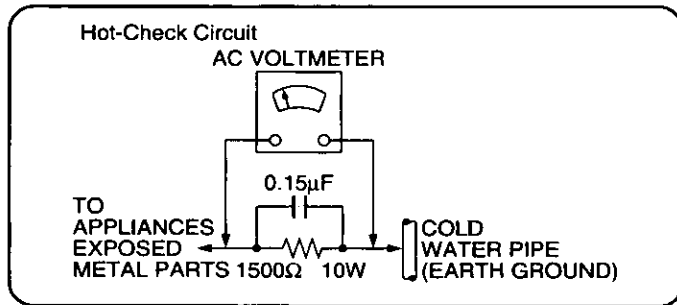 Hot-Check Circuit
AC VOLTMETER
0.15μF
TO
APPLIANCES
EXPOSED
METAL PARTS
1500Ω 10W
COLD
WATER PIPE
(EARTH GROUND)